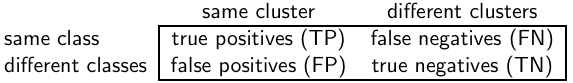 same cluster different clusters
same class true positives (TP) false negatives (FN)
different classes false positives (FP) true negatives (TN)